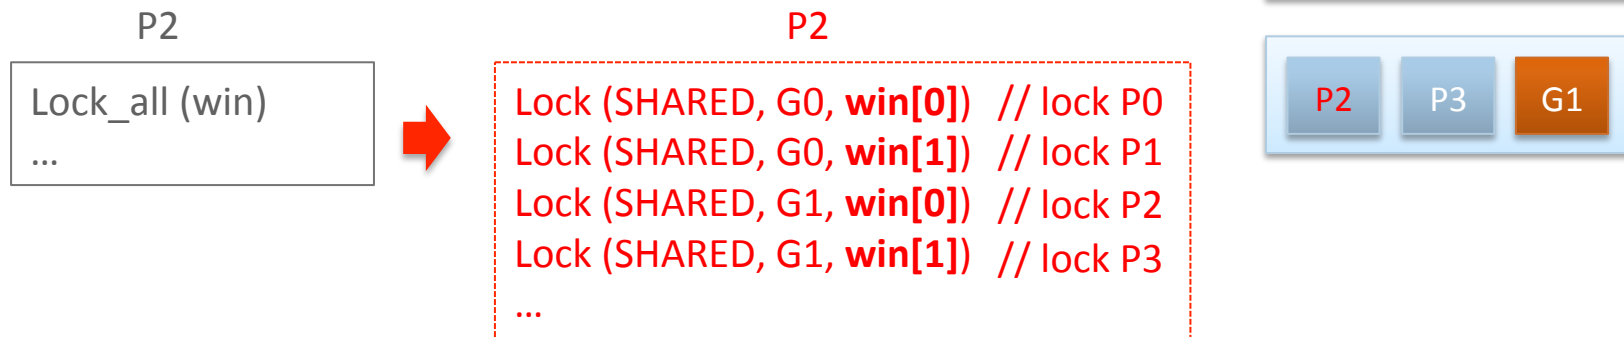 P2
Lock_all (win)
...
P2
Lock (SHARED, G0, win[0]) // lock P0
Lock (SHARED, G0, win[1]) // lock P1
Lock (SHARED, G1, win[0]) // lock P2
Lock (SHARED, G1, win[1]) // lock P3
...
P2 P3 G1